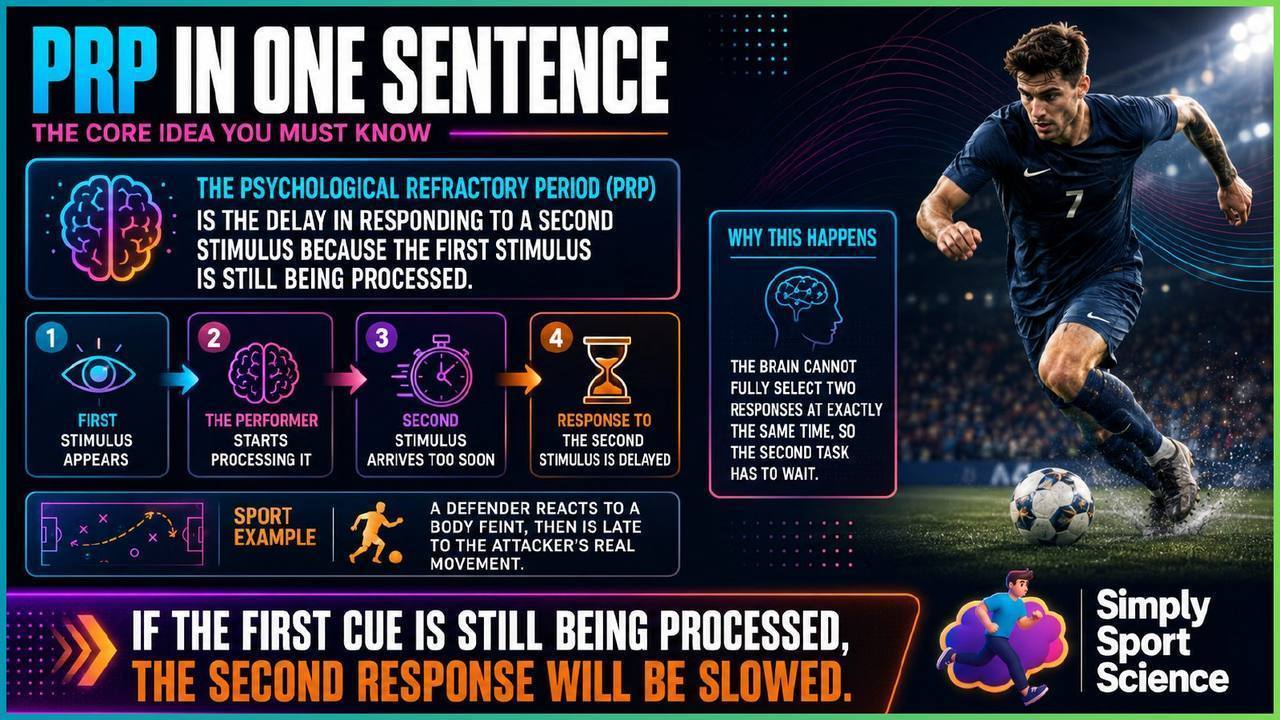 PRP IN ONE SENTENCE
THE CORE IDEA YOU MUST KNOW
THE PSYCHOLOGICAL REFRACTORY PERIOD (PRP)
IS THE DELAY IN RESPONDING TO A SECOND
STIMULUS BECAUSE THE FIRST STIMULUS
IS STILL BEING PROCESSED.
1
FIRST
STIMULUS
APPEARS
2
THE PERFORMER
STARTS
PROCESSING IT
3
SECOND
STIMULUS
ARRIVES TOO SOON
4
RESPONSE TO
THE SECOND
STIMULUS IS DELAYED
SPORT
EXAMPLE
A DEFENDER REACTS TO A
BODY FEINT, THEN IS LATE
TO THE ATTACKER'S REAL
MOVEMENT.
WHY THIS HAPPENS
THE BRAIN CANNOT
FULLY SELECT TWO
RESPONSES AT EXACTLY
THE SAME TIME, SO
THE SECOND TASK
HAS TO WAIT.
7
IF THE FIRST CUE IS STILL BEING PROCESSED,
THE SECOND RESPONSE WILL BE SLOWED.
Simply
Sport
Science